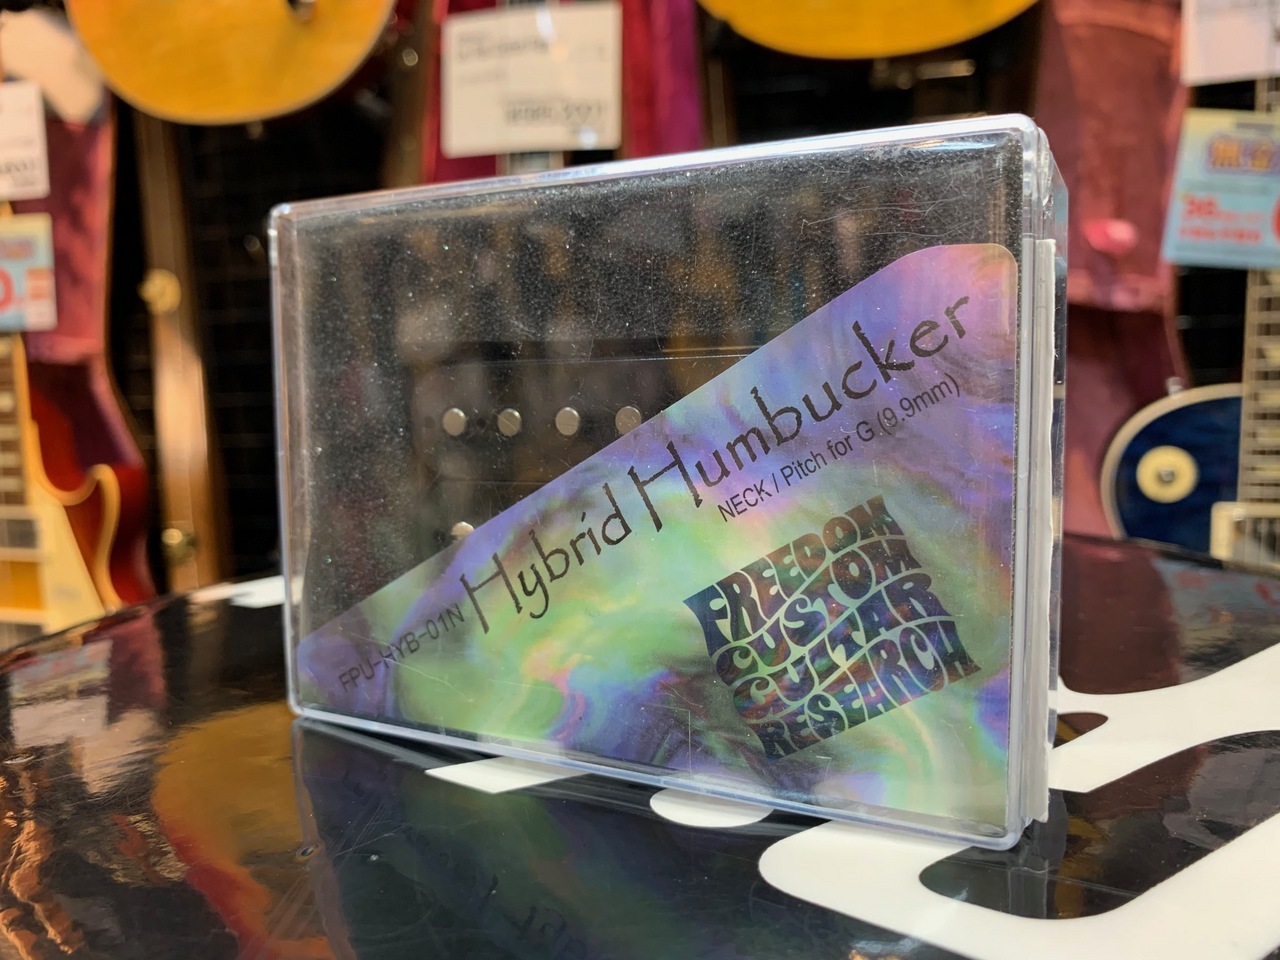 FPU-HYB-01N Hybrid Humbucker
NECK / Pitch for G (9.9mm)
FREEDOM
CUSTOM
GUITAR
RESEARCH